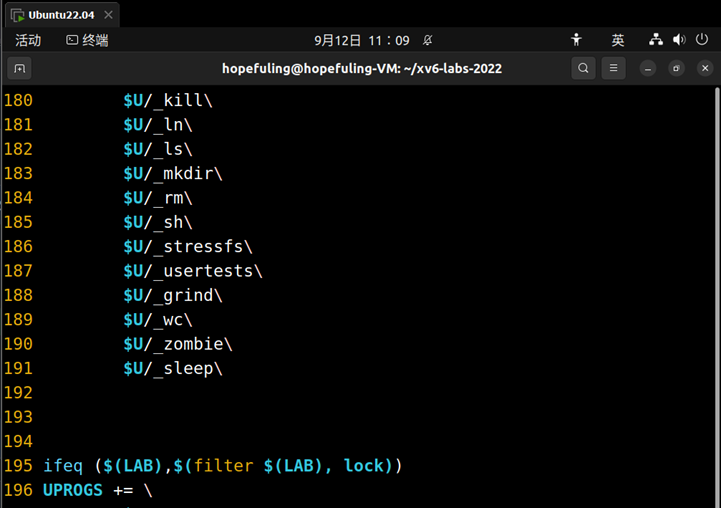 Ubuntu22.04
活动 终端 9月12日 11：09 英
hopefuling@hopefuling-VM: ~/xv6-labs-2022
180 $U/_kill\
181 $U/_ln\
182 $U/_ls\
183 $U/_mkdir\
184 $U/_rm\
185 $U/_sh\
186 $U/_stressfs\
187 $U/_usertests\
188 $U/_grind\
189 $U/_wc\
190 $U/_zombie\
191 $U/_sleep\
192
193
194
195 ifeq ($(LAB),$(filter $(LAB), lock))
196 UPROGS += \